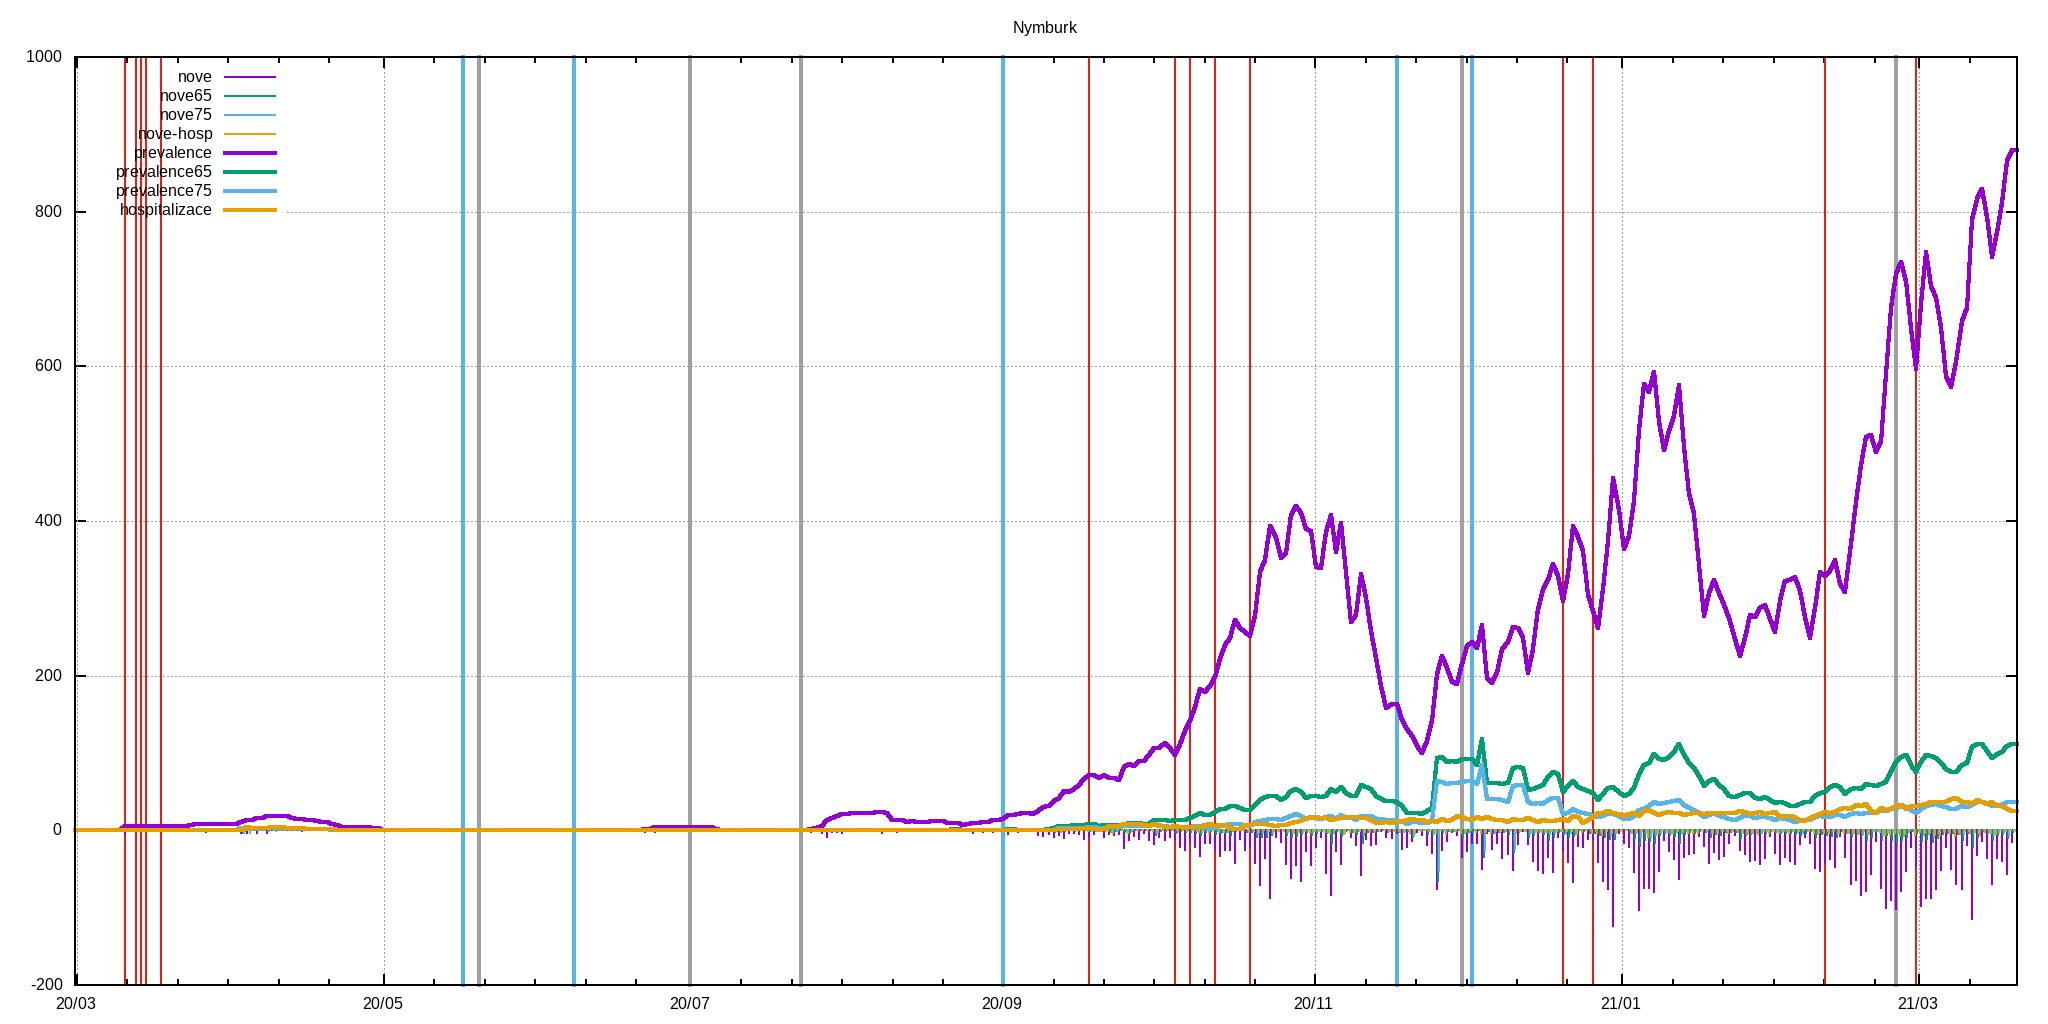 Nymburk
1000
800
600
400
200
0
-200
nove
nove65
nove75
nove-hosp
prevalence
prevalence65
prevalence75
hospitalizace
20/03
20/05
20/07
20/09
20/11
21/01
21/03